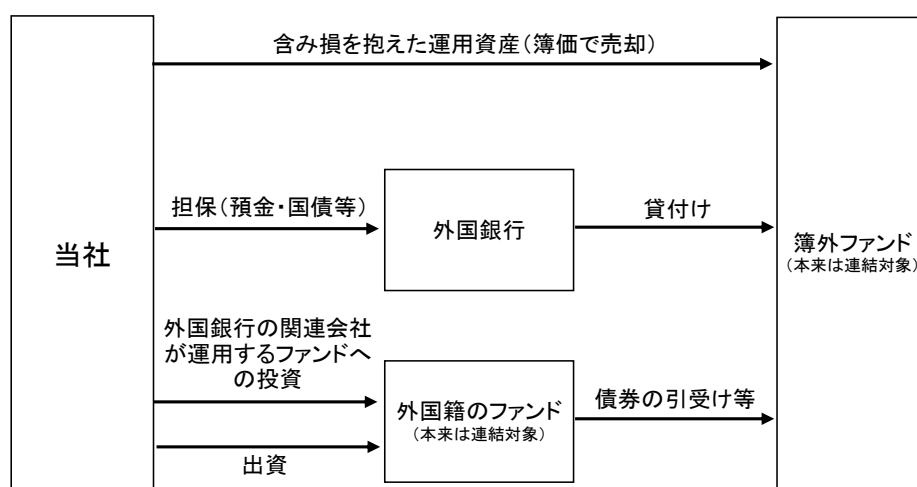 含み損を抱えた運用資産（簿価で売却）
当社
担保（預金・国債等）
外国銀行
貸付け
簿外ファンド
（本来は連結対象）
外国銀行の関連会社
が運用するファンドへ
の投資
外国籍のファンド
（本来は連結対象）
債券の引受け等
出資